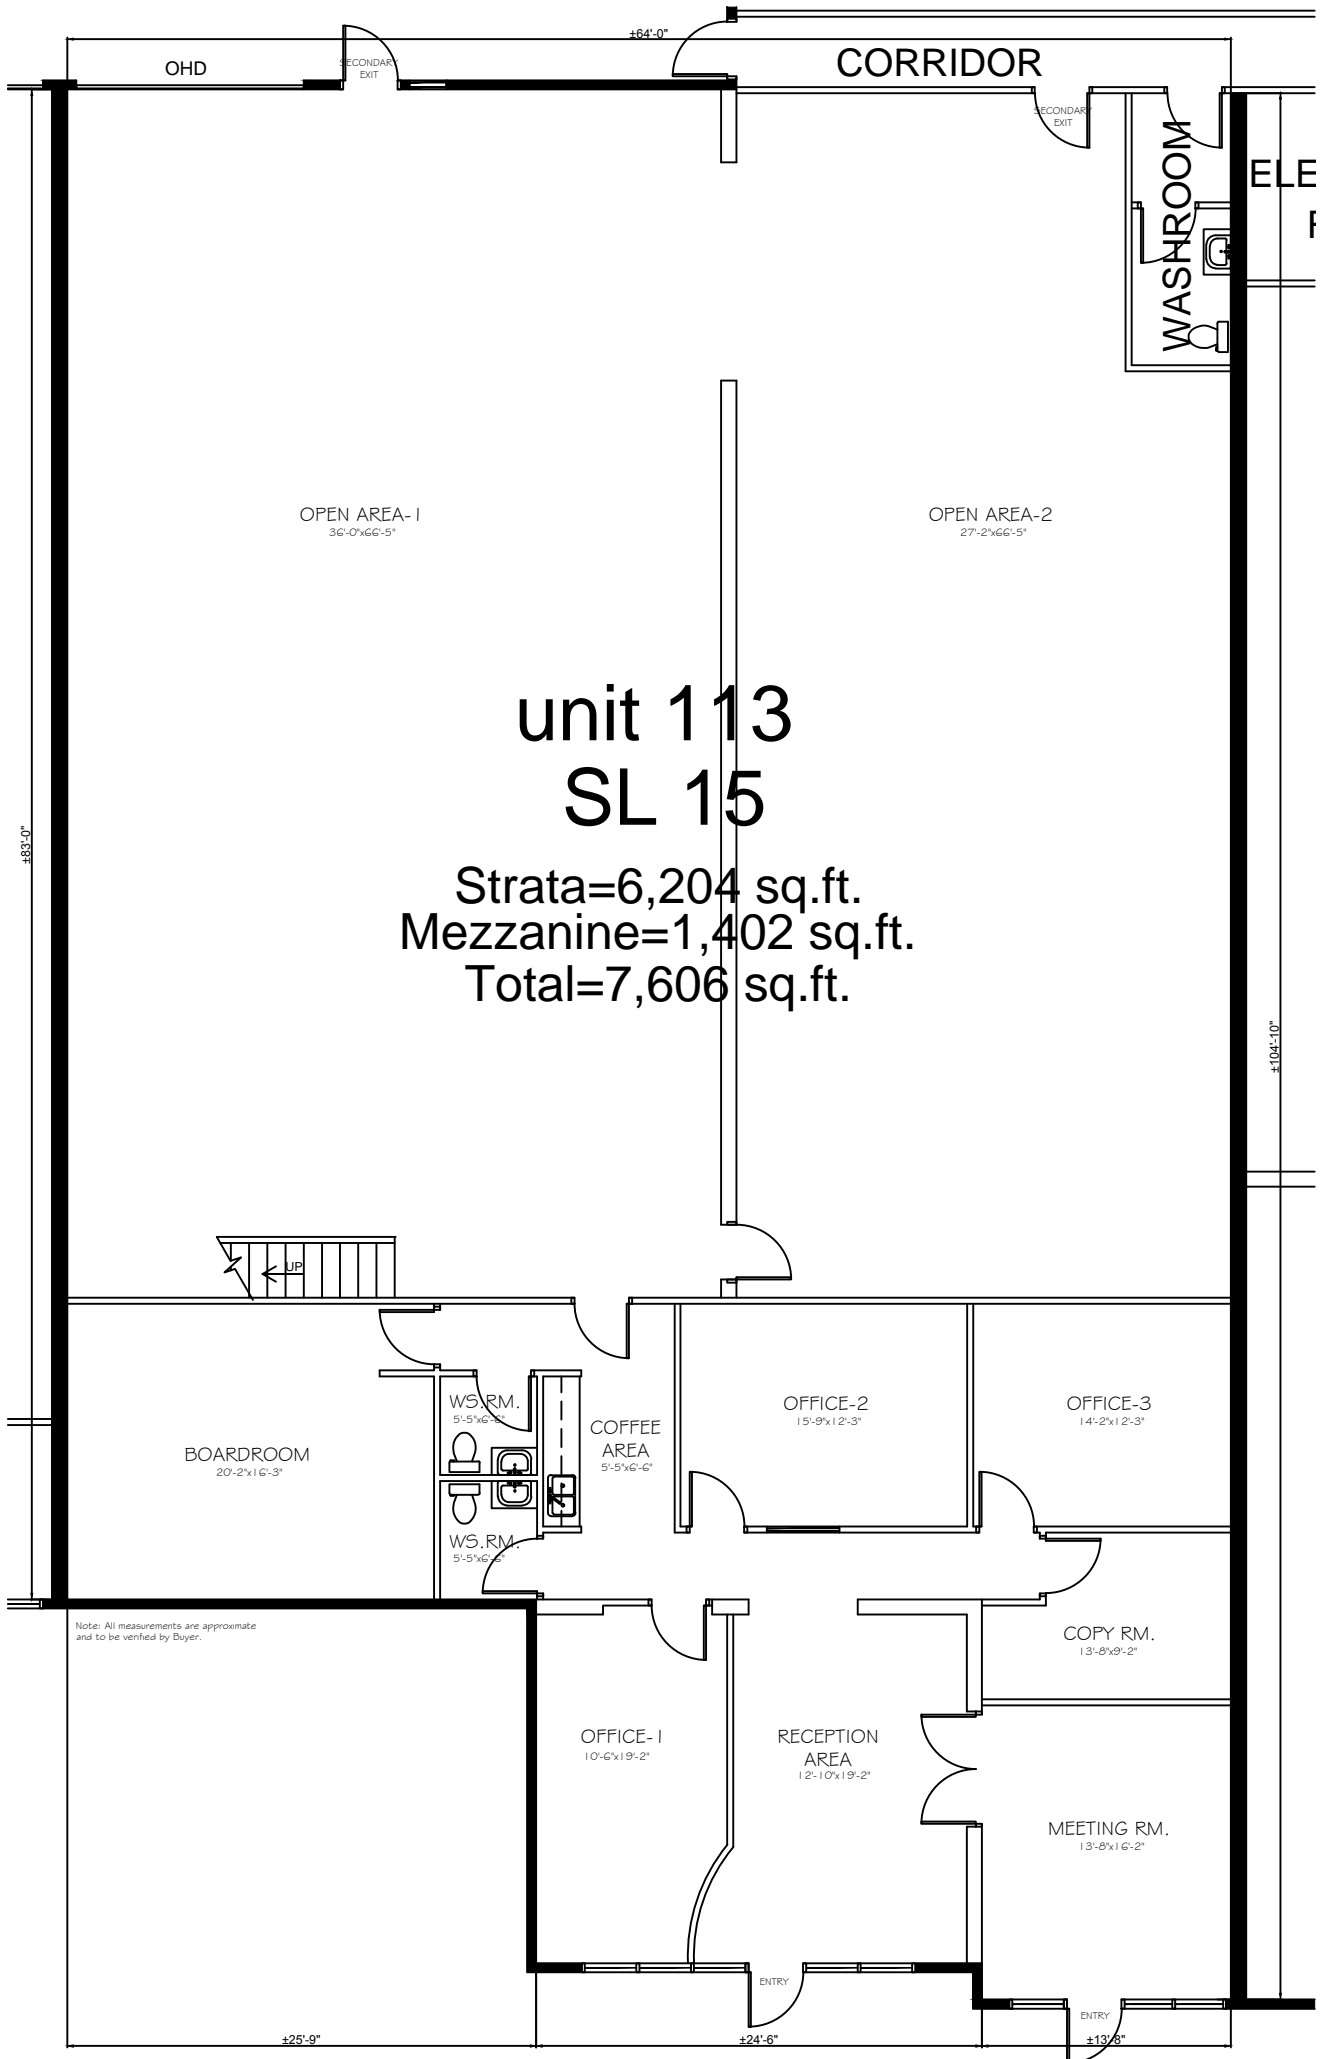 ±64'-0"
OHD
SECONDARY
EXIT
CORRIDOR
SECONDARY
EXIT
WASHROOM
ELE
OPEN AREA-1
36'-0"x66'-5"
OPEN AREA-2
27'-2"x66'-5"
unit 113
SL 15
±83'-0"
Strata=6,204 sq.ft.
Mezzanine=1,402 sq.ft.
Total=7,606 sq.ft.
±104'-10"
UP
WS.RM.
5'-5"x6'-6"
OFFICE-2
15'-9"x12'-3"
OFFICE-3
14'-2"x12'-3"
COFFEE
AREA
5'-5"x6'-6"
BOARDROOM
20'-2"x16'-3"
WS.RM.
5'-5"x6'-6"
Note: All measurements are approximate
and to be verified by Buyer.
COPY RM.
13'-8"x9'-2"
OFFICE-1
10'-6"x19'-2"
RECEPTION
AREA
12'-10"x19'-2"
MEETING RM.
13'-8"x16'-2"
ENTRY
ENTRY
±25'-9"
±24'-6"
±13'-8"